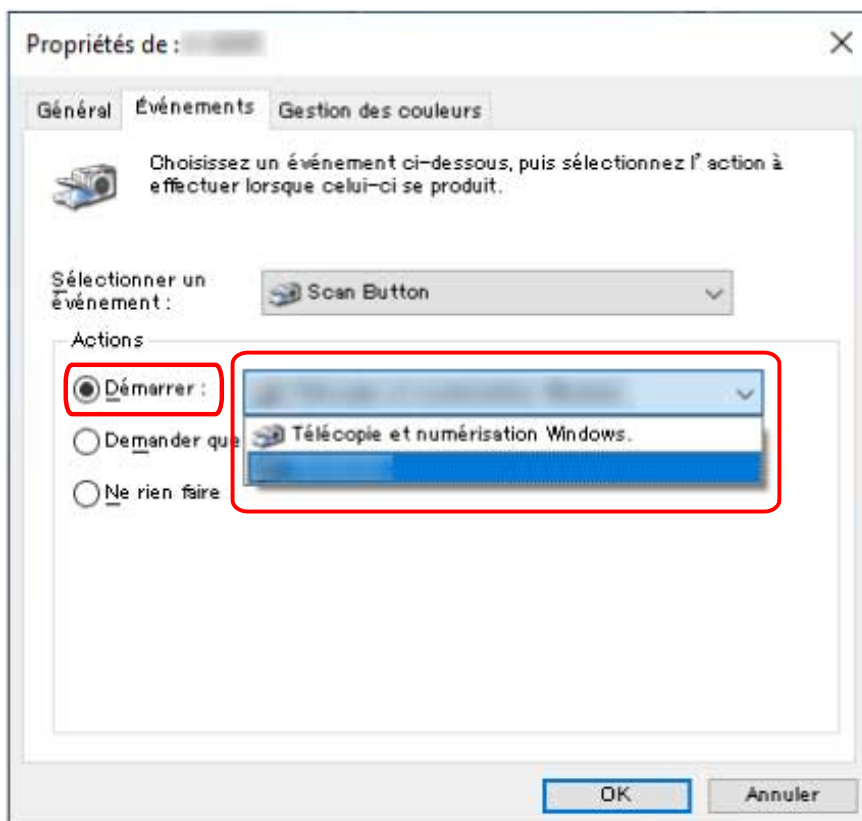 Propriétés de :
Général
Événements
Gestion des couleurs
Choisissez un événement ci-dessous, puis sélectionnez l'action à
effectuer lorsque celui-ci se produit.
Sélectionner un
événement :
Scan Button
Actions
Démarrer :
Télécopie et numérisation Windows.
Demander que
Ne rien faire
OK
Annuler